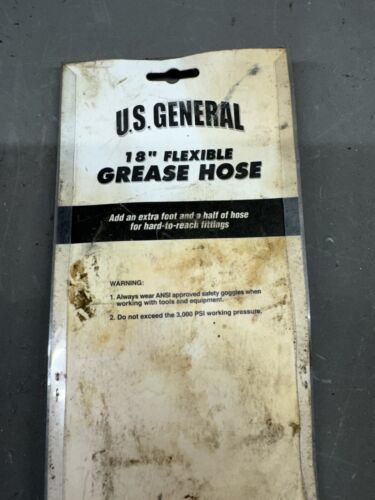 U.S. GENERAL
18" FLEXIBLE
GREASE HOSE
Add an extra foot and a half of hose
for hard-to-reach fittings
WARNING:
1. Always wear ANSI approved safety goggles when
working with tools and equipment.
2. Do not exceed the 3,000 PSI working pressure.